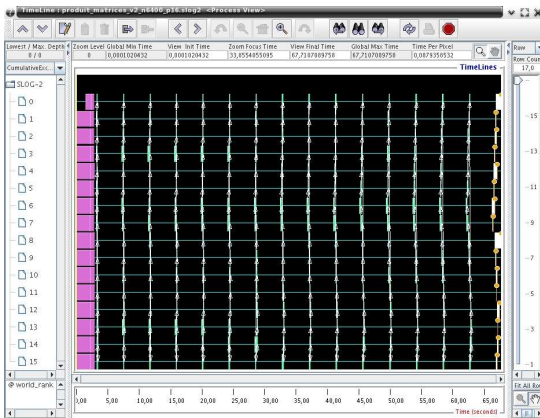 TimeLine : product_matrices_v2_n6400_p16.slog2 <Process View>
Lowest / Max. Depth Zoom Level Global Min Time View Init Time Zoom Focus Time View Final Time Global Max Time Time Per Pixel Row
0 / 0 0 0,0001020432 0,0001020432 33,8554055095 67,7107089758 67,7107089758 0,0879358532 Row Coun
17,0
CumulativeExc...
TimeLines
SLOG-2
0
1
2
3
4
5
6
7
8
9
10
11
12
13
14
15
15
13
11
9
7
5
3
1
@ world_rank
Fit All Ro
0,00 5,00 10,00 15,00 20,00 25,00 30,00 35,00 40,00 45,00 50,00 55,00 60,00 65,00
Time (seconds)